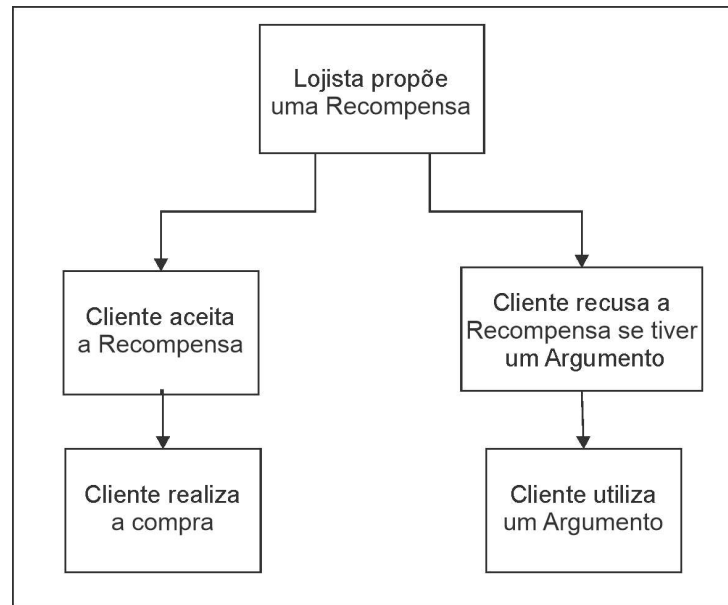 Lojista propõe
uma Recompensa
Cliente aceita
a Recompensa
Cliente recusa a
Recompensa se tiver
um Argumento
Cliente realiza
a compra
Cliente utiliza
um Argumento